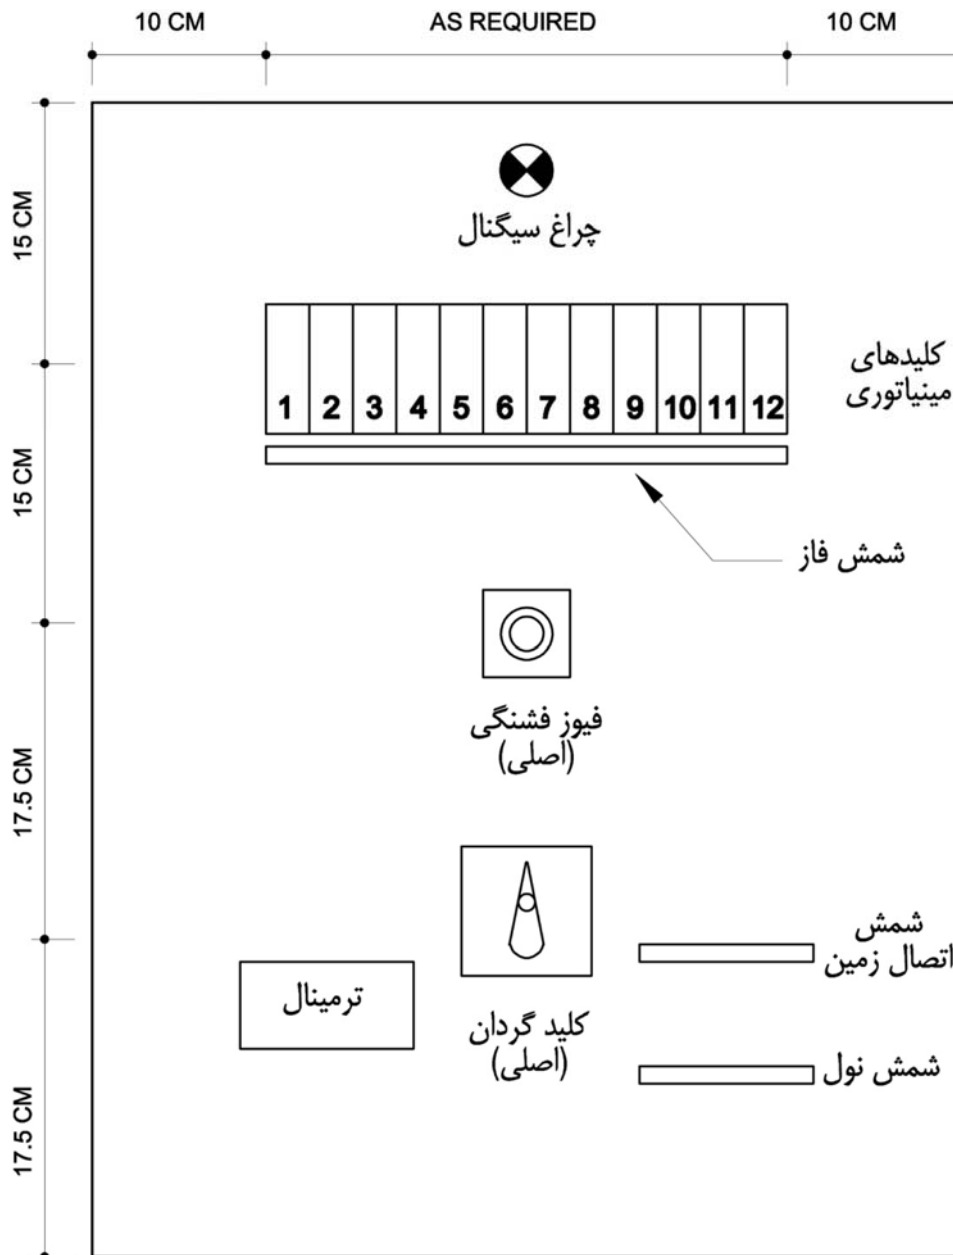 10 CM
AS REQUIRED
10 CM
15 CM
چراغ سیگنال
1 2 3 4 5 6 7 8 9 10 11 12
کلیدهای
مینیاتوری
15 CM
شمش فاز
17.5 CM
فیوز فشنگی
(اصلی)
شمش
اتصال زمین
ترمینال
کلید گردان
(اصلی)
شمش نول
17.5 CM